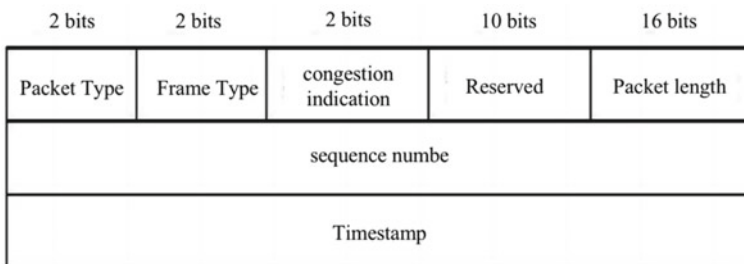 2 bits 2 bits 2 bits 10 bits 16 bits
Packet Type Frame Type congestion indication Reserved Packet length
sequence numbe
Timestamp